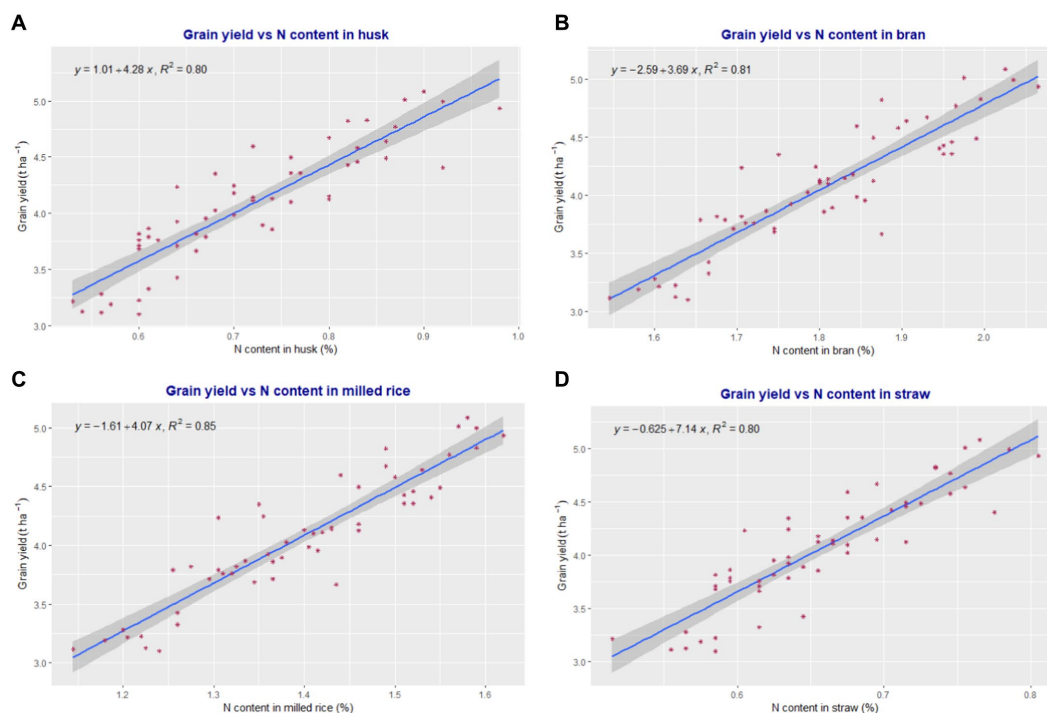 A
Grain yield vs N content in husk
y = 1.01+4.28 x, R² = 0.80
Grain yield (t ha⁻¹)
5.0
4.5
4.0
3.5
3.0
0.6 0.7 0.8 0.9 1.0
N content in husk (%)
B
Grain yield vs N content in bran
y = −2.59+3.69 x, R² = 0.81
Grain yield (t ha⁻¹)
5.0
4.5
4.0
3.5
3.0
1.6 1.7 1.8 1.9 2.0
N content in bran (%)
C
Grain yield vs N content in milled rice
y = −1.61+4.07 x, R² = 0.85
Grain yield (t ha⁻¹)
5.0
4.5
4.0
3.5
3.0
1.2 1.3 1.4 1.5 1.6
N content in milled rice (%)
D
Grain yield vs N content in straw
y = −0.625+7.14 x, R² = 0.80
Grain yield (t ha⁻¹)
5.0
4.5
4.0
3.5
3.0
0.6 0.7 0.8
N content in straw (%)